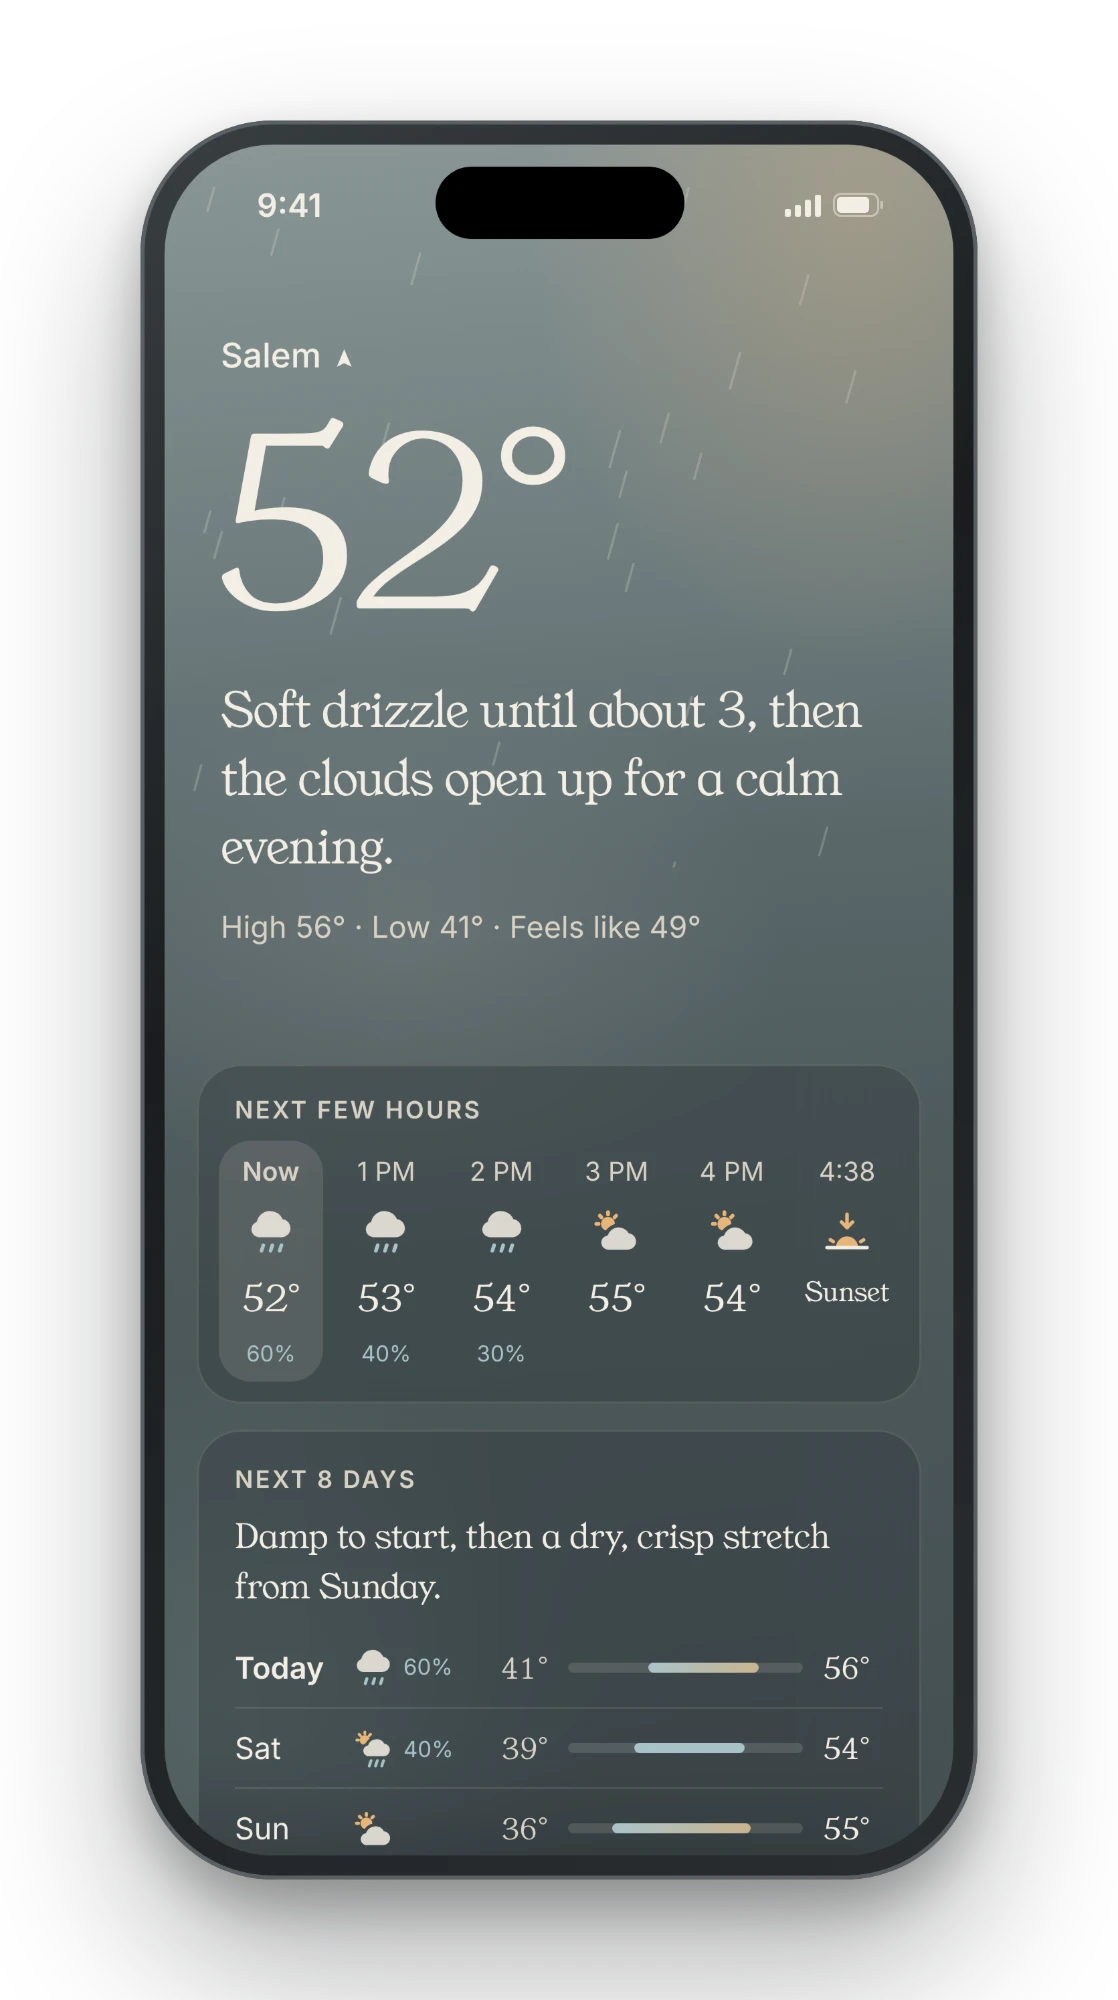 9:41
Salem
52°
Soft drizzle until about 3, then
the clouds open up for a calm
evening.
High 56° · Low 41° · Feels like 49°
NEXT FEW HOURS
Now 1 PM 2 PM 3 PM 4 PM 4:38
52° 53° 54° 55° 54° Sunset
60% 40% 30%
NEXT 8 DAYS
Damp to start, then a dry, crisp stretch
from Sunday.
Today 60% 41° 56°
Sat 40% 39° 54°
Sun 36° 55°